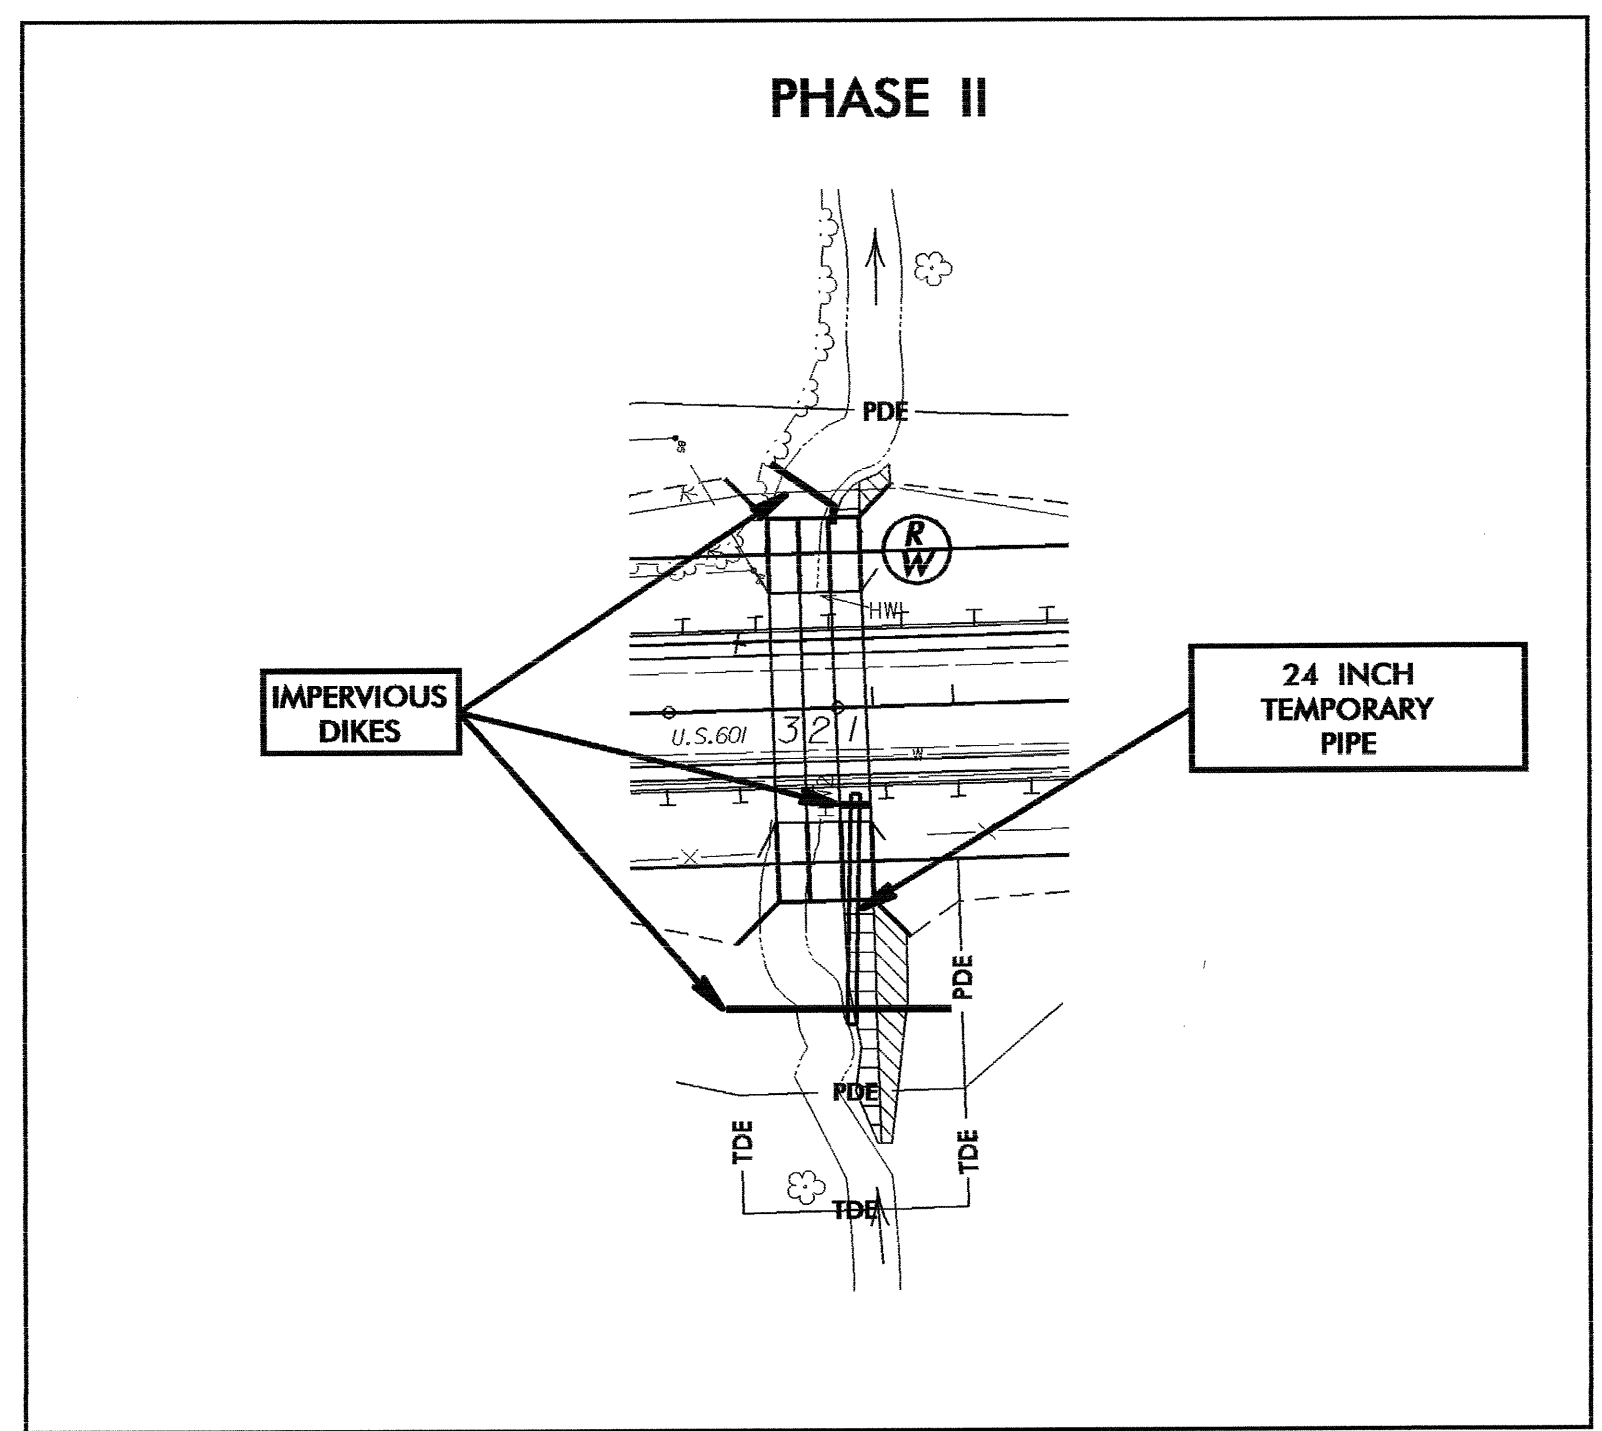 PHASE II
PDE
85
R
W
HW
IMPERVIOUS
DIKES
24 INCH
TEMPORARY
PIPE
U.S.601
3 2 1
W
PDE
PDE
TDE
TDE
TDE